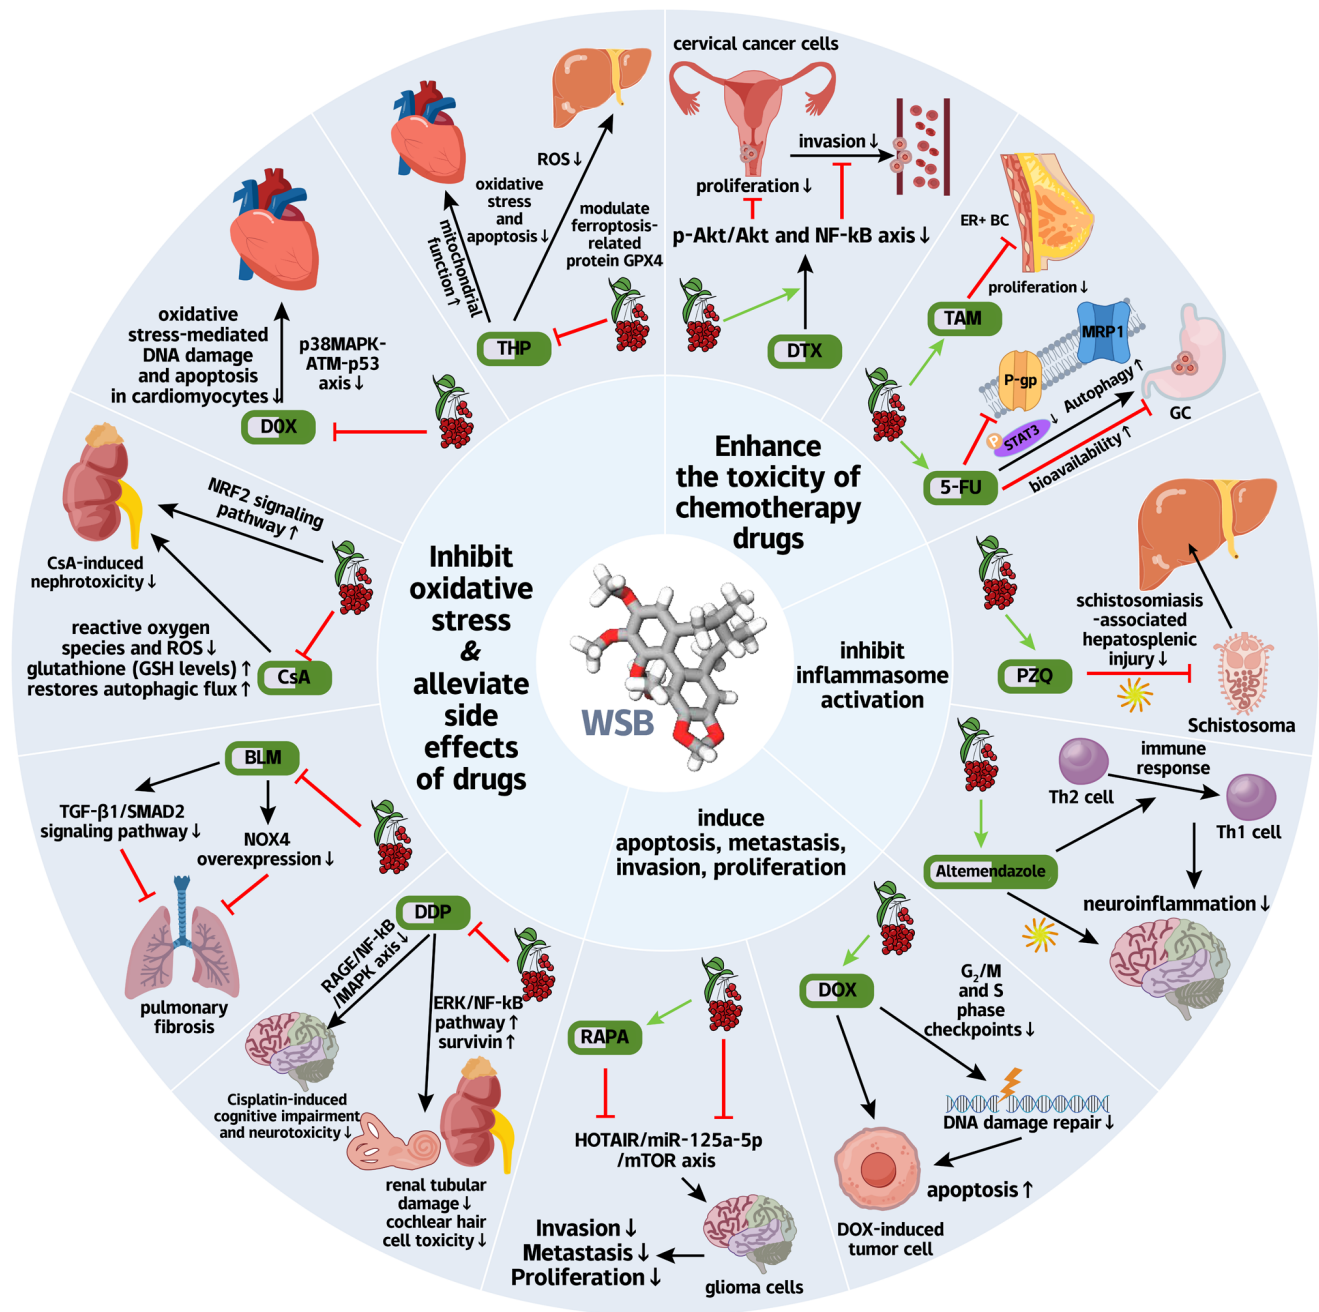 cervical cancer cells
invasion↓
proliferation↓
p-Akt/Akt and NF-kB axis↓
DTX
ER+ BC
proliferation↓
TAM
MRP1
P-gp
P
STAT3
↓
Autophagy↑
GC
5-FU
bioavailability↑
Enhance
the toxicity of
chemotherapy
drugs
schistosomiasis
-associated
hepatosplenic
injury↓
PZQ
Schistosoma
inhibit
inflammasome
activation
Th2 cell
immune
response
Th1 cell
Altemendazole
neuroinflammation↓
induce
apoptosis, metastasis,
invasion, proliferation
DOX
G2/M
and S
phase
checkpoints↓
DNA damage repair↓
apoptosis↑
DOX-induced
tumor cell
RAPA
HOTAIR/miR-125a-5p
/mTOR axis
Invasion↓
Metastasis↓
Proliferation↓
glioma cells
DDP
RAGE/NF-kB
/MAPK axis↓
ERK/NF-kB
pathway↑
survivin↑
Cisplatin-induced
cognitive impairment
and neurotoxicity↓
renal tubular
damage↓
cochlear hair
cell toxicity↓
BLM
TGF-β1/SMAD2
signaling pathway↓
NOX4
overexpression↓
pulmonary
fibrosis
NRF2 signaling
pathway↑
CsA-induced
nephrotoxicity↓
reactive oxygen
species and ROS↓
glutathione (GSH levels)↑
restores autophagic flux↑
CsA
oxidative
stress-mediated
DNA damage
and apoptosis
in cardiomyocytes↓
p38MAPK-
ATM-p53
axis↓
DOX
ROS↓
oxidative
stress
and
apoptosis↓
mitochondrial
function↑
modulate
ferroptosis-
related
protein GPX4
THP
Inhibit
oxidative
stress
&
alleviate
side
effects
of drugs
WSB